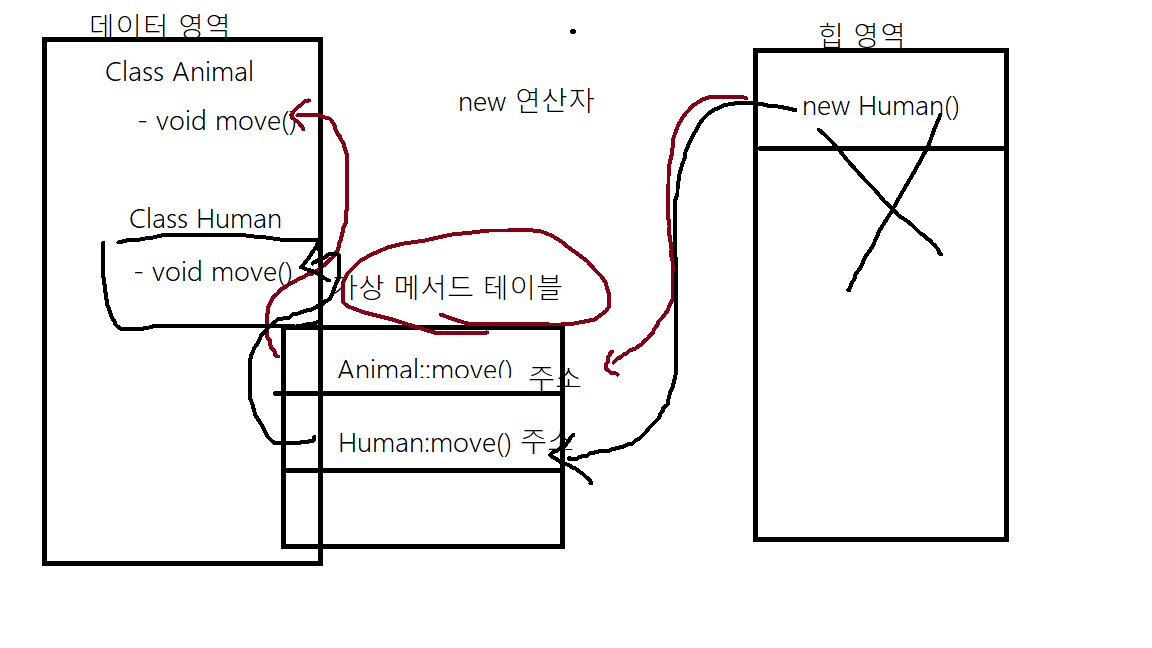 데이터 영역
Class Animal
- void move()
Class Human
- void move()
new 연산자
가상 메서드 테이블
Animal::move() 주소
Human:move() 주소
힙 영역
new Human()